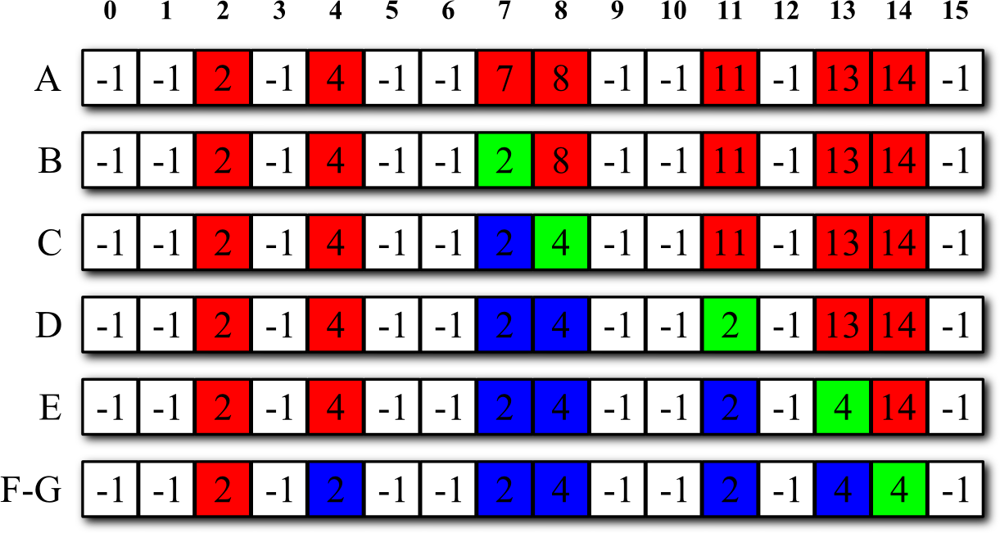 0 1 2 3 4 5 6 7 8 9 10 11 12 13 14 15
A -1 -1 2 -1 4 -1 -1 7 8 -1 -1 11 -1 13 14 -1
B -1 -1 2 -1 4 -1 -1 2 8 -1 -1 11 -1 13 14 -1
C -1 -1 2 -1 4 -1 -1 2 4 -1 -1 11 -1 13 14 -1
D -1 -1 2 -1 4 -1 -1 2 4 -1 -1 2 -1 13 14 -1
E -1 -1 2 -1 4 -1 -1 2 4 -1 -1 2 -1 4 14 -1
F-G -1 -1 2 -1 2 -1 -1 2 4 -1 -1 2 -1 4 4 -1